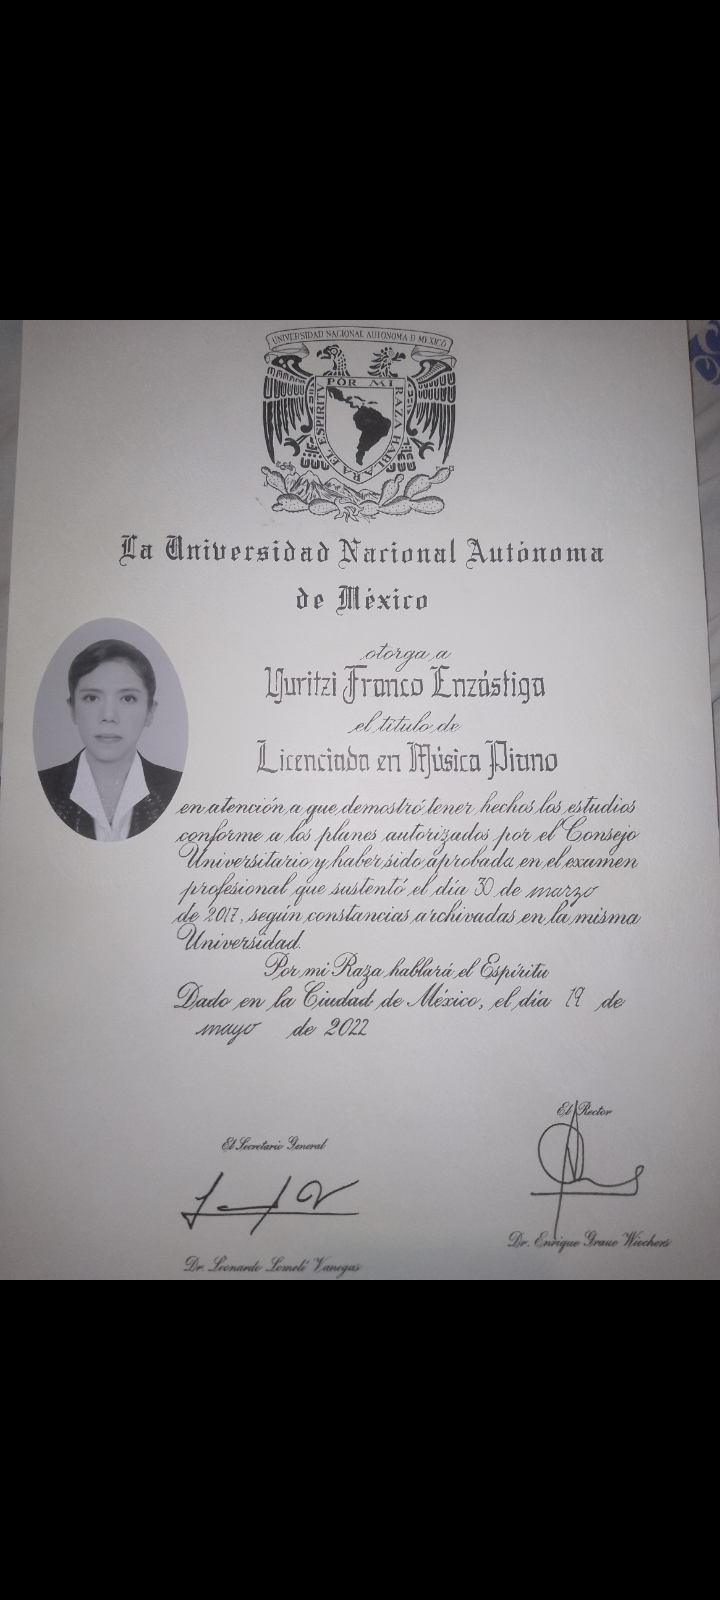 UNIVERSIDAD NACIONAL AUTONOMA D MEXICO
POR MI RAZA HABLARA EL ESPIRITU
La Universidad Nacional Autónoma
de México
otorga a
Yuritzi Franco Enzástiga
el título de
Licenciada en Música Piano
en atención a que demostró tener hechos los estudios
conforme a los planes autorizados por el Consejo
Universitario y haber sido aprobada en el examen
profesional que sustentó el día 30 de marzo
de 2017, según constancias archivadas en la misma
Universidad.
Por mi Raza hablará el Espíritu
Dado en la Ciudad de México, el día 19 de
mayo de 2022
El Rector
El Secretario General
Dr. Enrique Graue Wiechers
Dr. Leonardo Lomelí Vanegas